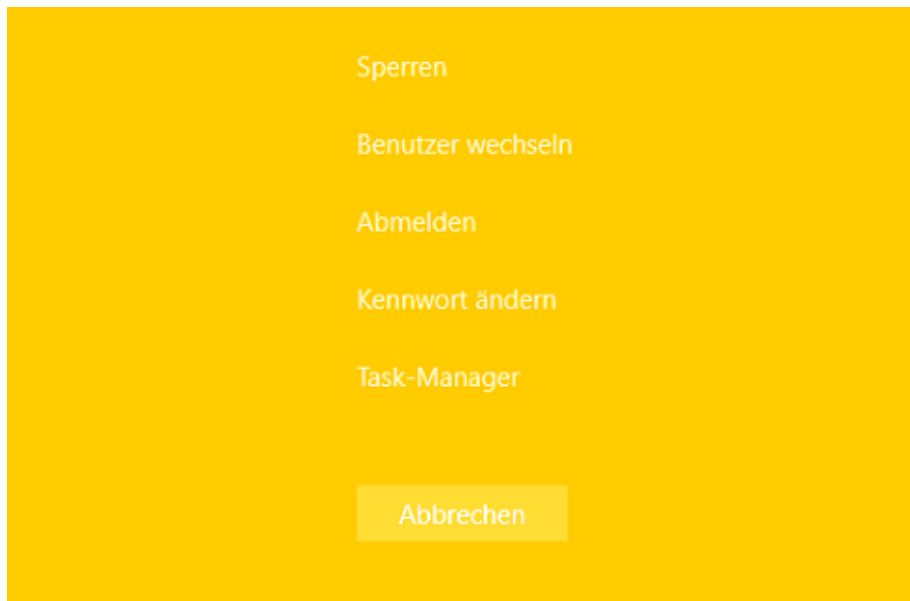 Sperren
Benutzer wechseln
Abmelden
Kennwort ändern
Task-Manager
Abbrechen